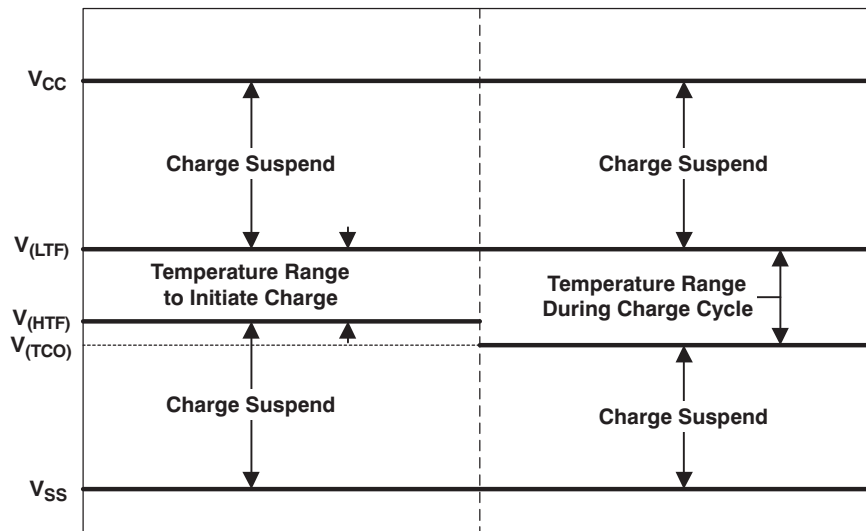 VCC
Charge Suspend
Charge Suspend
V(LTF)
Temperature Range
to Initiate Charge
Temperature Range
During Charge Cycle
V(HTF)
V(TCO)
Charge Suspend
Charge Suspend
VSS